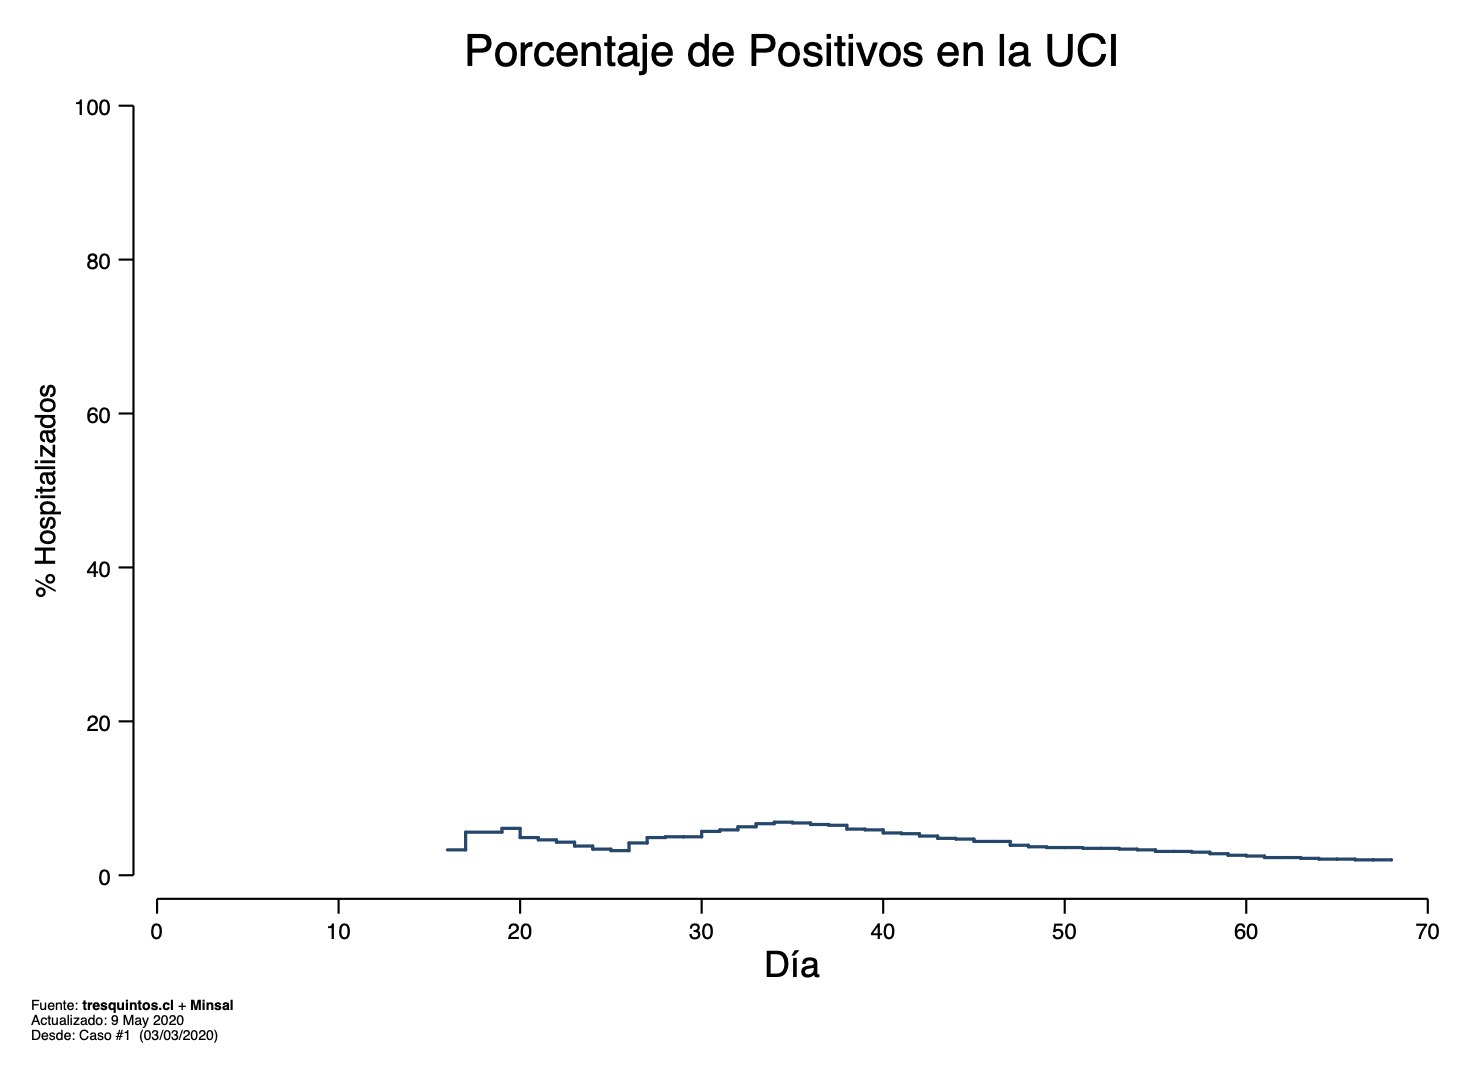 Porcentaje de Positivos en la UCI
% Hospitalizados
100
80
60
40
20
0
0 10 20 30 40 50 60 70
Día
Fuente: tresquintos.cl + Minsal
Actualizado: 9 May 2020
Desde: Caso #1 (03/03/2020)